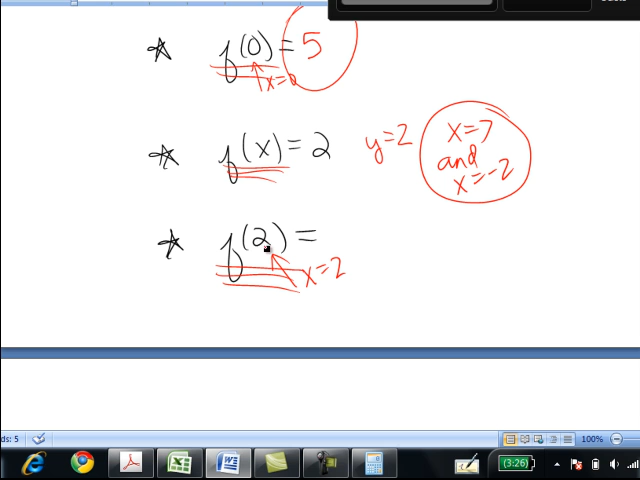 f(0) = 5
x=0
f(x) = 2 y=2 x=7
and
x=-2
f(2) =
x=2
ds: 5 100%
(3:26)